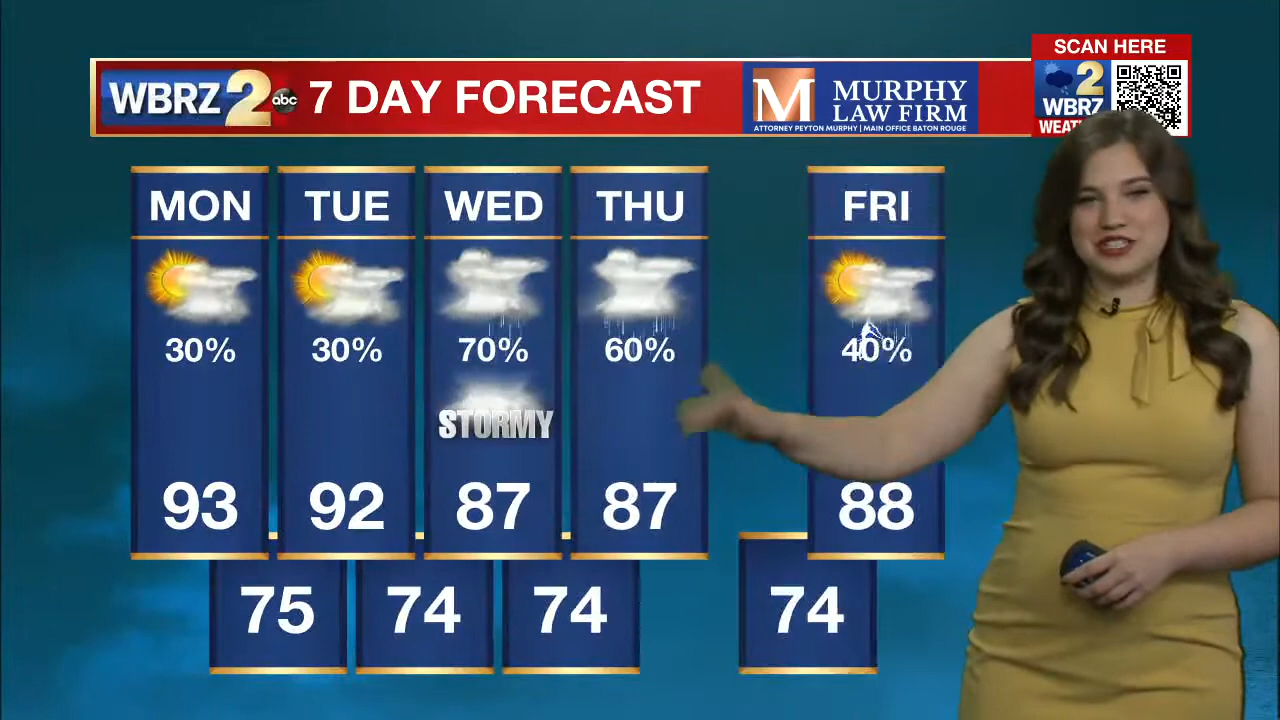 SCAN HERE
WBRZ 2 abc 7 DAY FORECAST
M MURPHY
LAW FIRM
ATTORNEY PEYTON MURPHY | MAIN OFFICE BATON ROUGE
2
WBRZ
MON TUE WED THU FRI
30% 30% 70% 60% 40%
STORMY
93 92 87 87 88
75 74 74 74